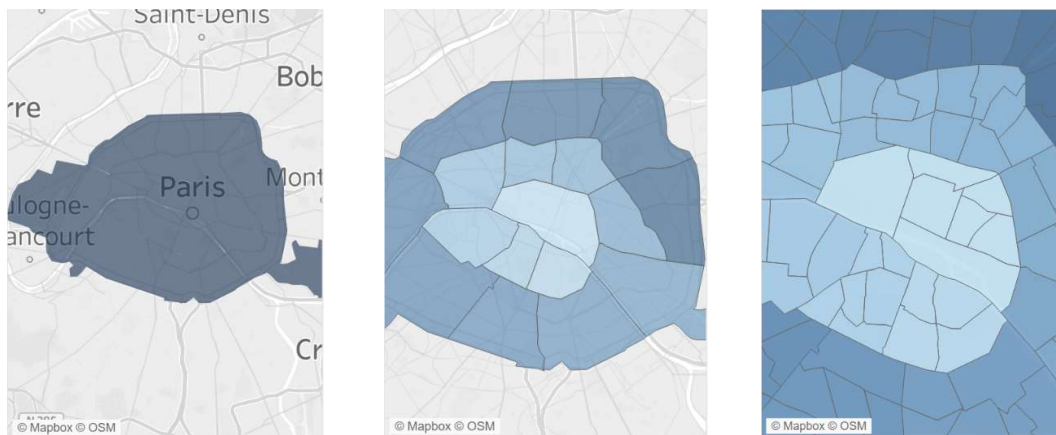 Saint-Denis
Bob
rre
Paris
Mont
ulogne-
ancourt
Cr
© Mapbox © OSM
© Mapbox © OSM
© Mapbox © OSM